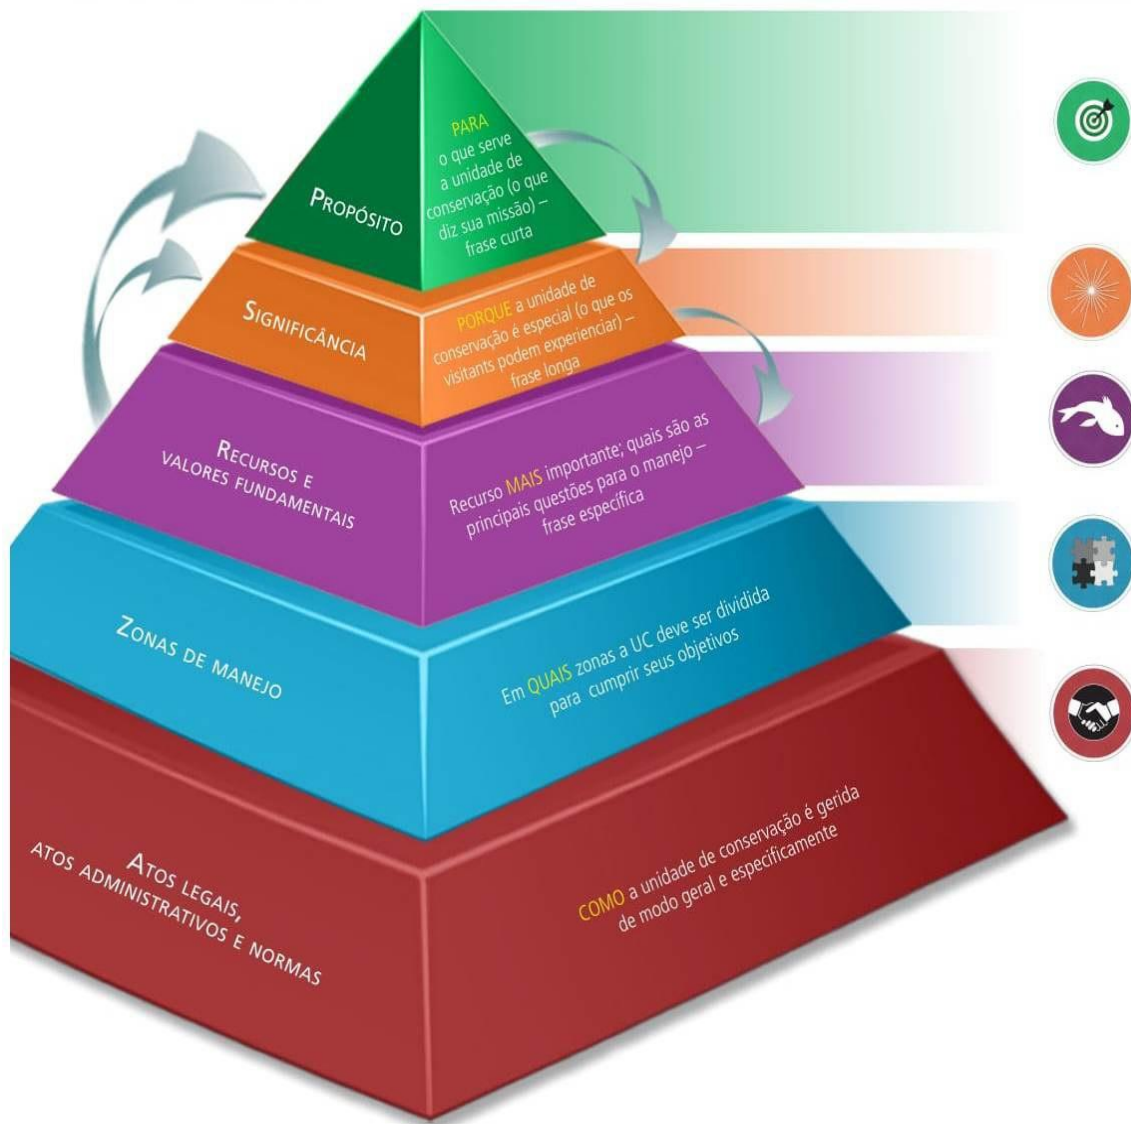 PROPÓSITO
PARA
o que serve
a unidade de
conservação (o que
diz sua missão) –
frase curta
SIGNIFICÂNCIA
PORQUE a unidade de
conservação é especial (o que os
visitants podem experienciar) –
frase longa
RECURSOS E
VALORES FUNDAMENTAIS
Recurso MAIS importante; quais são as
principais questões para o manejo –
frase específica
ZONAS DE MANEJO
Em QUAIS zonas a UC deve ser dividida
para cumprir seus objetivos
ATOS LEGAIS,
ATOS ADMINISTRATIVOS E NORMAS
COMO a unidade de conservação é gerida
de modo geral e especificamente